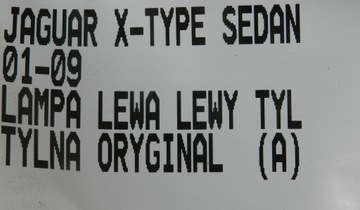 JAGUAR X-TYPE SEDAN
01-09
LAMPA LEWA LEWY TYL
TYLNA ORYGINAL (A)